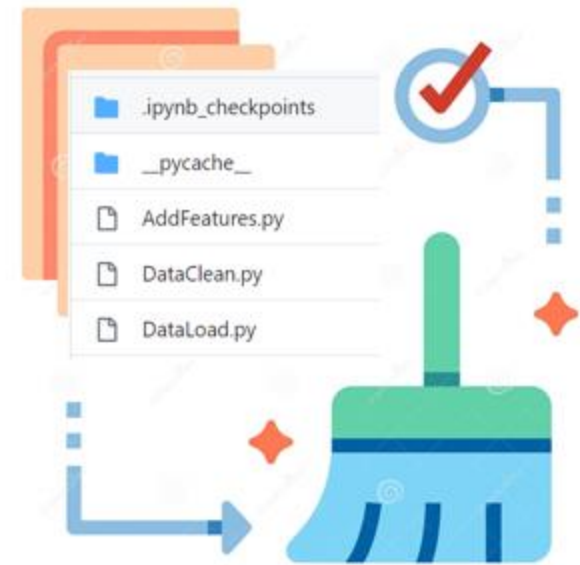 .ipynb_checkpoints
__pycache__
AddFeatures.py
DataClean.py
DataLoad.py